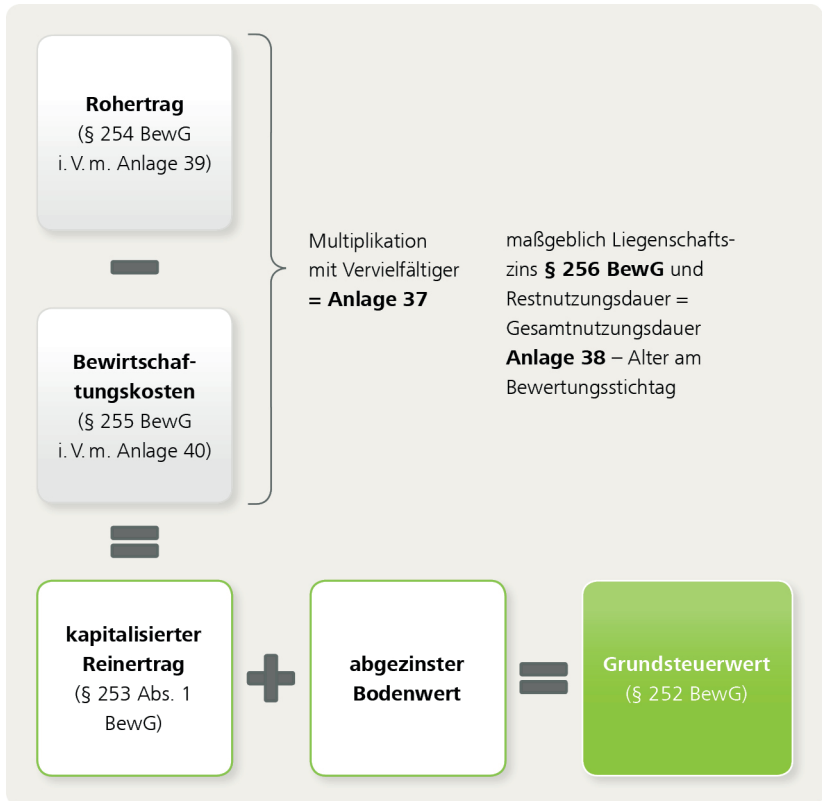 Rohertrag
(§ 254 BewG
i. V. m. Anlage 39)
Multiplikation
mit Vervielfältiger
= Anlage 37
maßgeblich Liegenschafts-
zins § 256 BewG und
Restnutzungsdauer =
Gesamtnutzungsdauer
Anlage 38 – Alter am
Bewertungsstichtag
Bewirtschaf-
tungskosten
(§ 255 BewG
i. V. m. Anlage 40)
kapitalisierter
Reinertrag
(§ 253 Abs. 1
BewG)
abgezinster
Bodenwert
Grundsteuerwert
(§ 252 BewG)